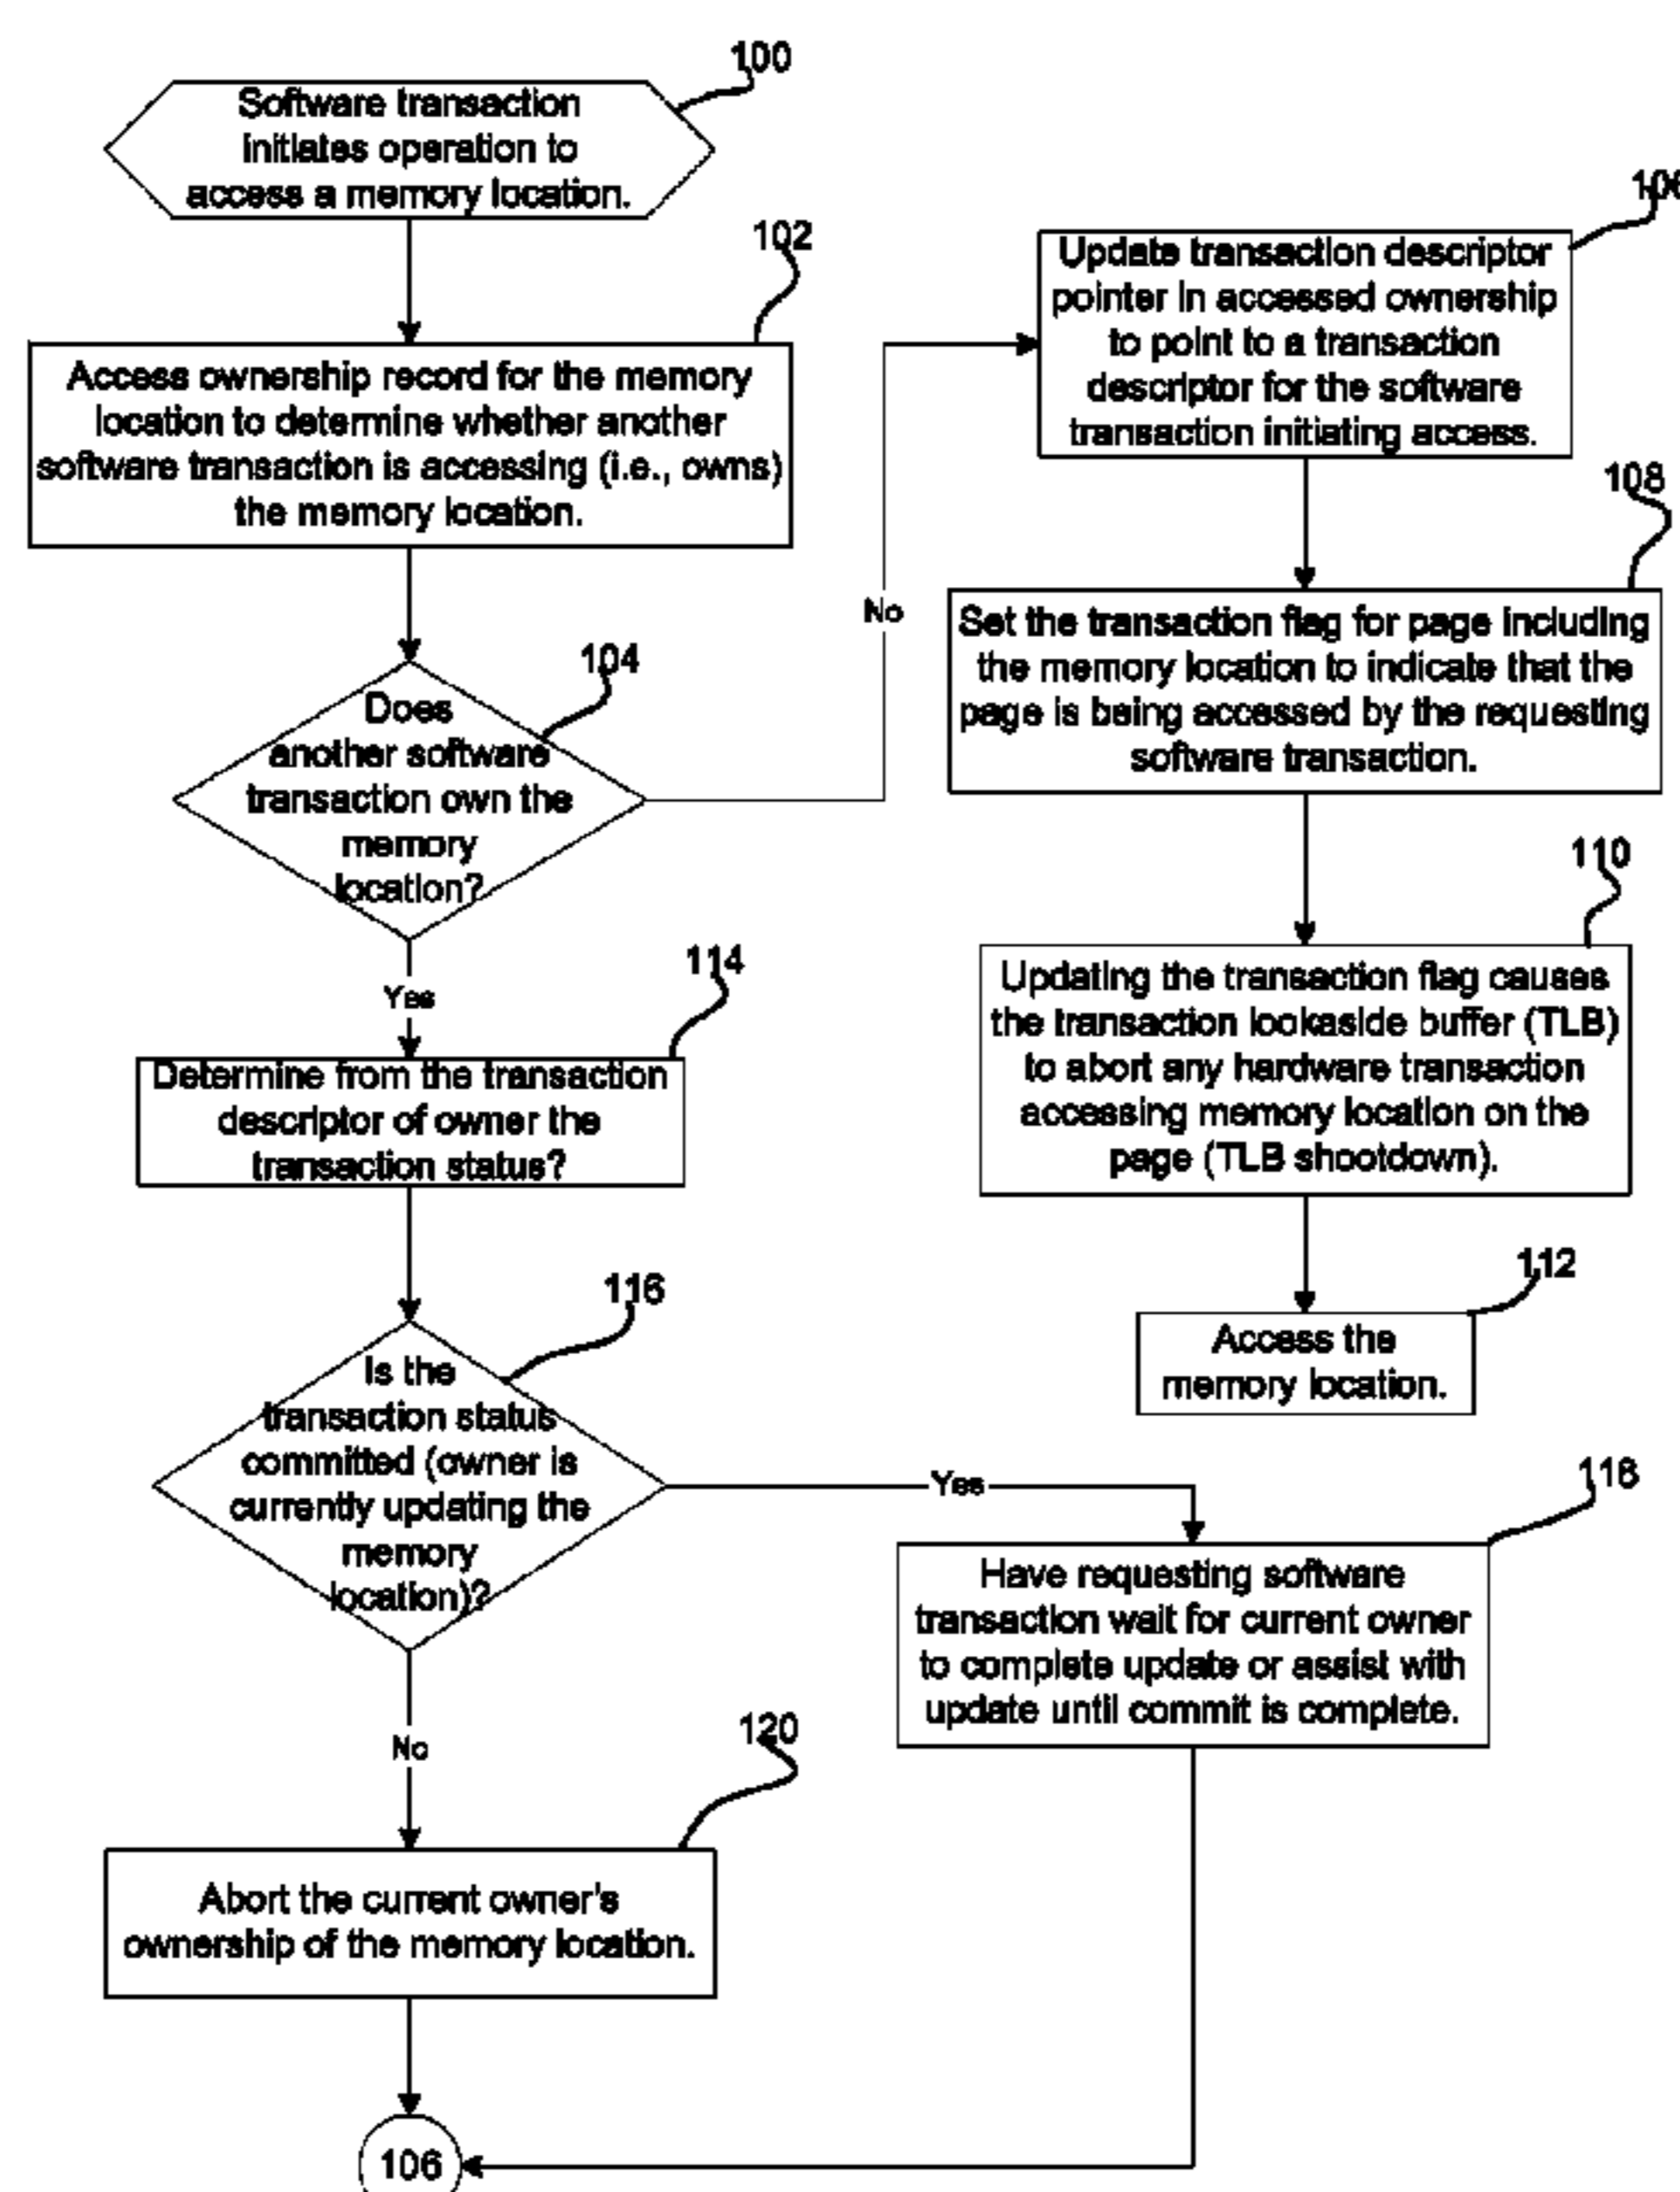 100
Software transaction
initiates operation to
access a memory location.
102
Access ownership record for the memory
location to determine whether another
software transaction is accessing (i.e., owns)
the memory location.
104
Does
another software
transaction own the
memory
location?
No
Yes
106
Update transaction descriptor
pointer in accessed ownership
to point to a transaction
descriptor for the software
transaction initiating access.
108
Set the transaction flag for page including
the memory location to indicate that the
page is being accessed by the requesting
software transaction.
110
Updating the transaction flag causes
the transaction lookaside buffer (TLB)
to abort any hardware transaction
accessing memory location on the
page (TLB shootdown).
112
Access the
memory location.
114
Determine from the transaction
descriptor of owner the
transaction status?
116
Is the
transaction status
committed (owner is
currently updating the
memory
location)?
Yes
No
118
Have requesting software
transaction wait for current owner
to complete update or assist with
update until commit is complete.
120
Abort the current owner's
ownership of the memory location.
106